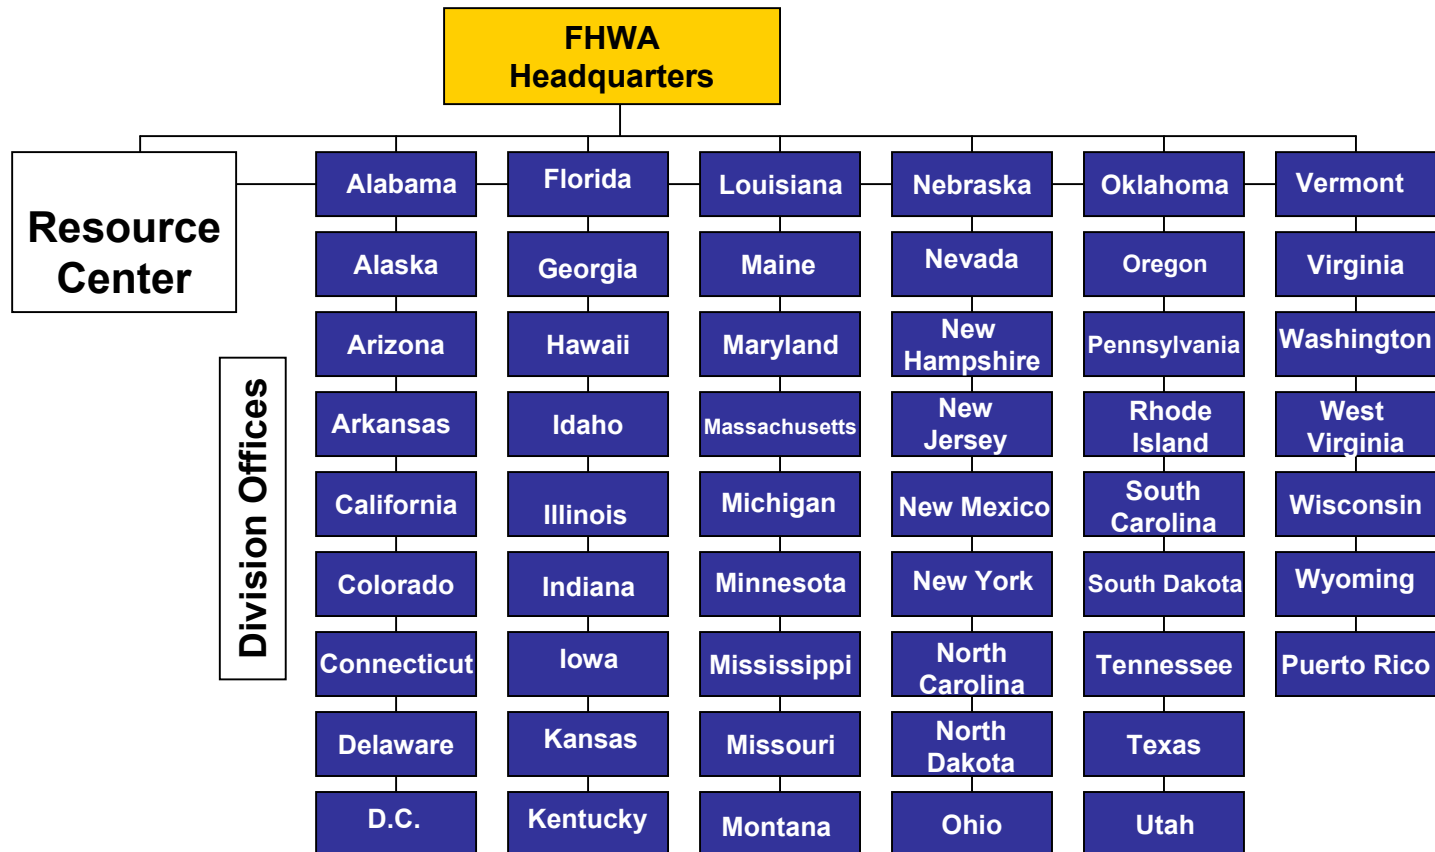 FHWA
Headquarters
Resource
Center
Division Offices
Alabama
Alaska
Arizona
Arkansas
California
Colorado
Connecticut
Delaware
D.C.
Florida
Georgia
Hawaii
Idaho
Illinois
Indiana
Iowa
Kansas
Kentucky
Louisiana
Maine
Maryland
Massachusetts
Michigan
Minnesota
Mississippi
Missouri
Montana
Nebraska
Nevada
New
Hampshire
New
Jersey
New Mexico
New York
North
Carolina
North
Dakota
Ohio
Oklahoma
Oregon
Pennsylvania
Rhode
Island
South
Carolina
South Dakota
Tennessee
Texas
Utah
Vermont
Virginia
Washington
West
Virginia
Wisconsin
Wyoming
Puerto Rico